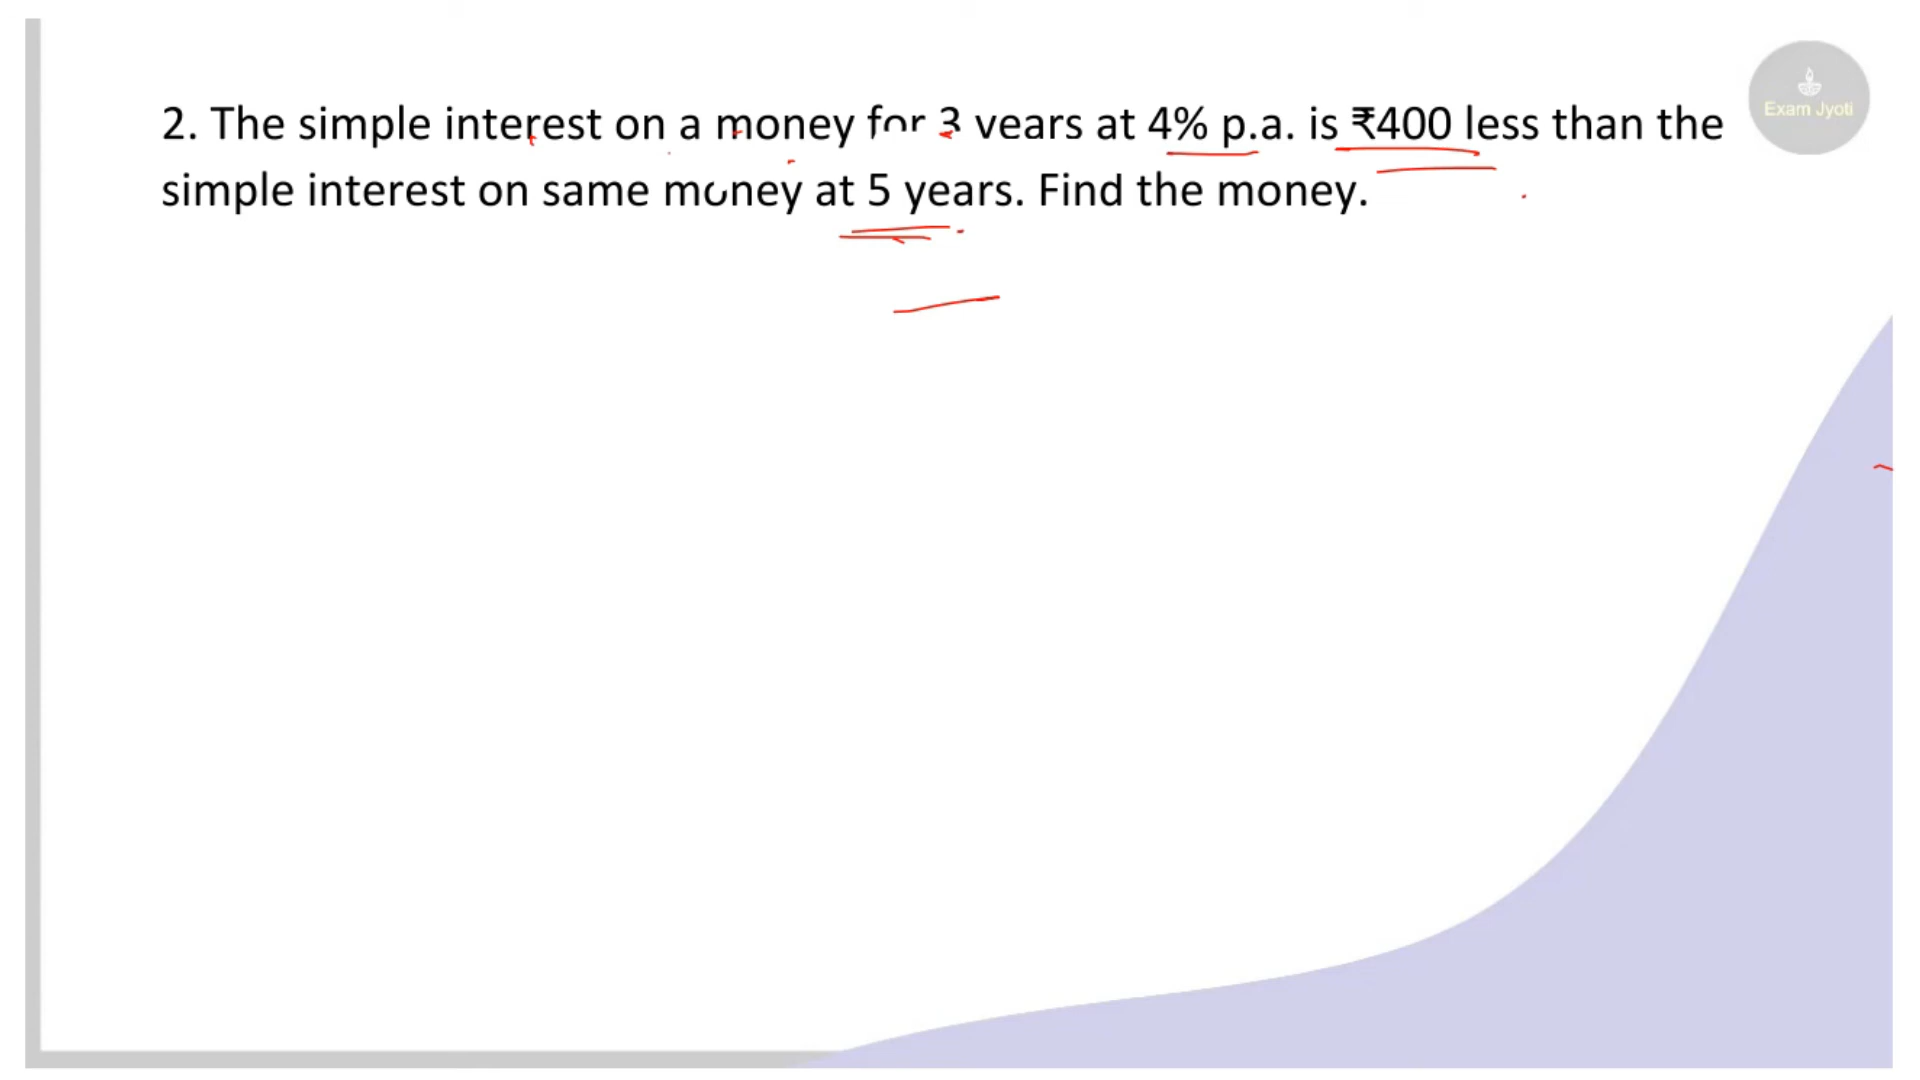 2. The simple interest on a money for 3 years at 4% p.a. is ₹400 less than the
simple interest on same money at 5 years. Find the money.
Exam Jyoti